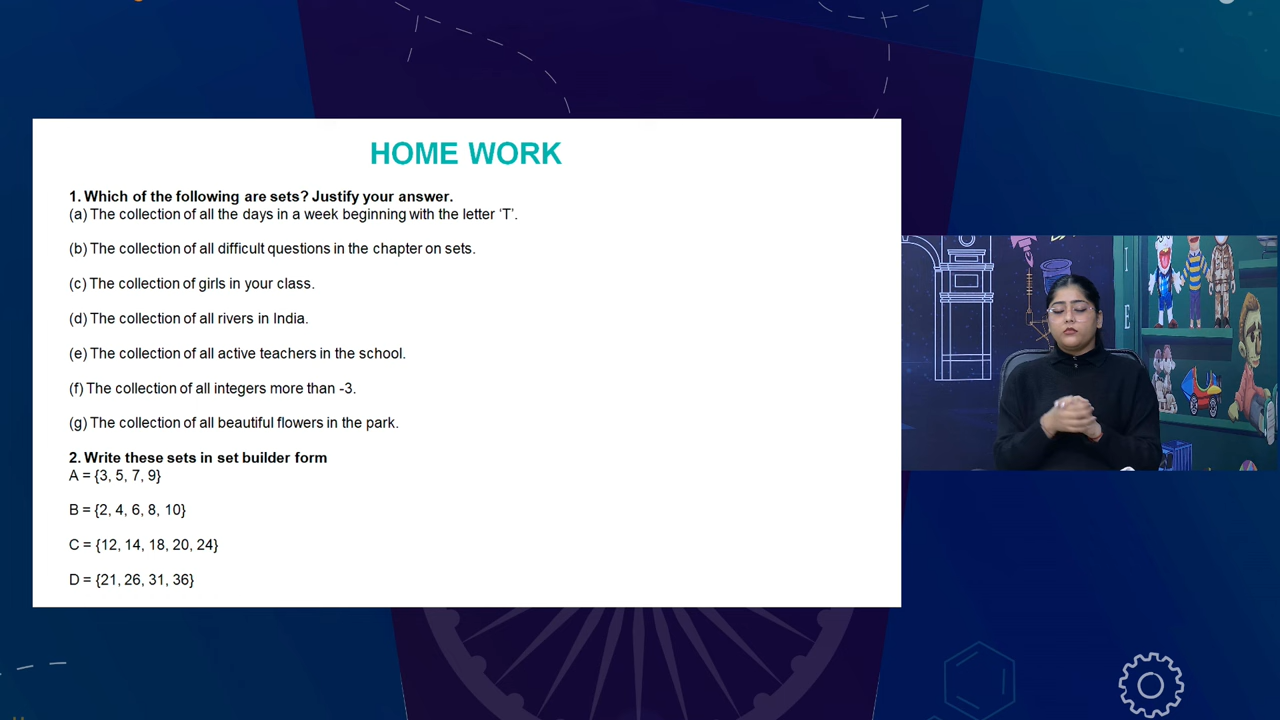 HOME WORK
1. Which of the following are sets? Justify your answer.
(a) The collection of all the days in a week beginning with the letter ‘T’.
(b) The collection of all difficult questions in the chapter on sets.
(c) The collection of girls in your class.
(d) The collection of all rivers in India.
(e) The collection of all active teachers in the school.
(f) The collection of all integers more than -3.
(g) The collection of all beautiful flowers in the park.
2. Write these sets in set builder form
A = {3, 5, 7, 9}
B = {2, 4, 6, 8, 10}
C = {12, 14, 18, 20, 24}
D = {21, 26, 31, 36}
I
E